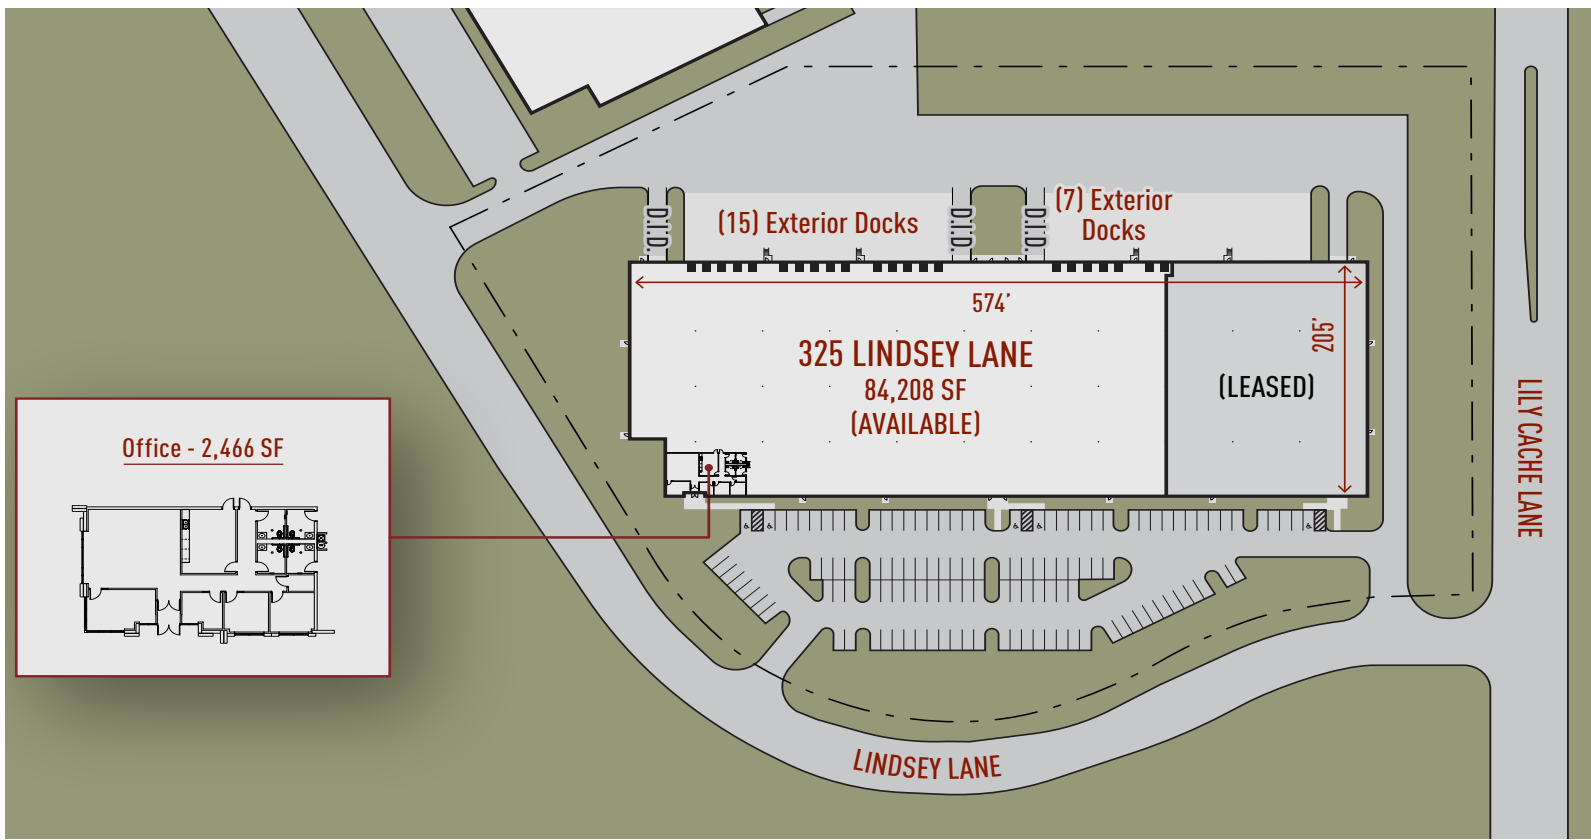 D.I.D.
(15) Exterior Docks
D.I.D.
D.I.D.
(7) Exterior
Docks
574'
205'
325 LINDSEY LANE
84,208 SF
(AVAILABLE)
(LEASED)
Office - 2,466 SF
LILY CACHE LANE
LINDSEY LANE